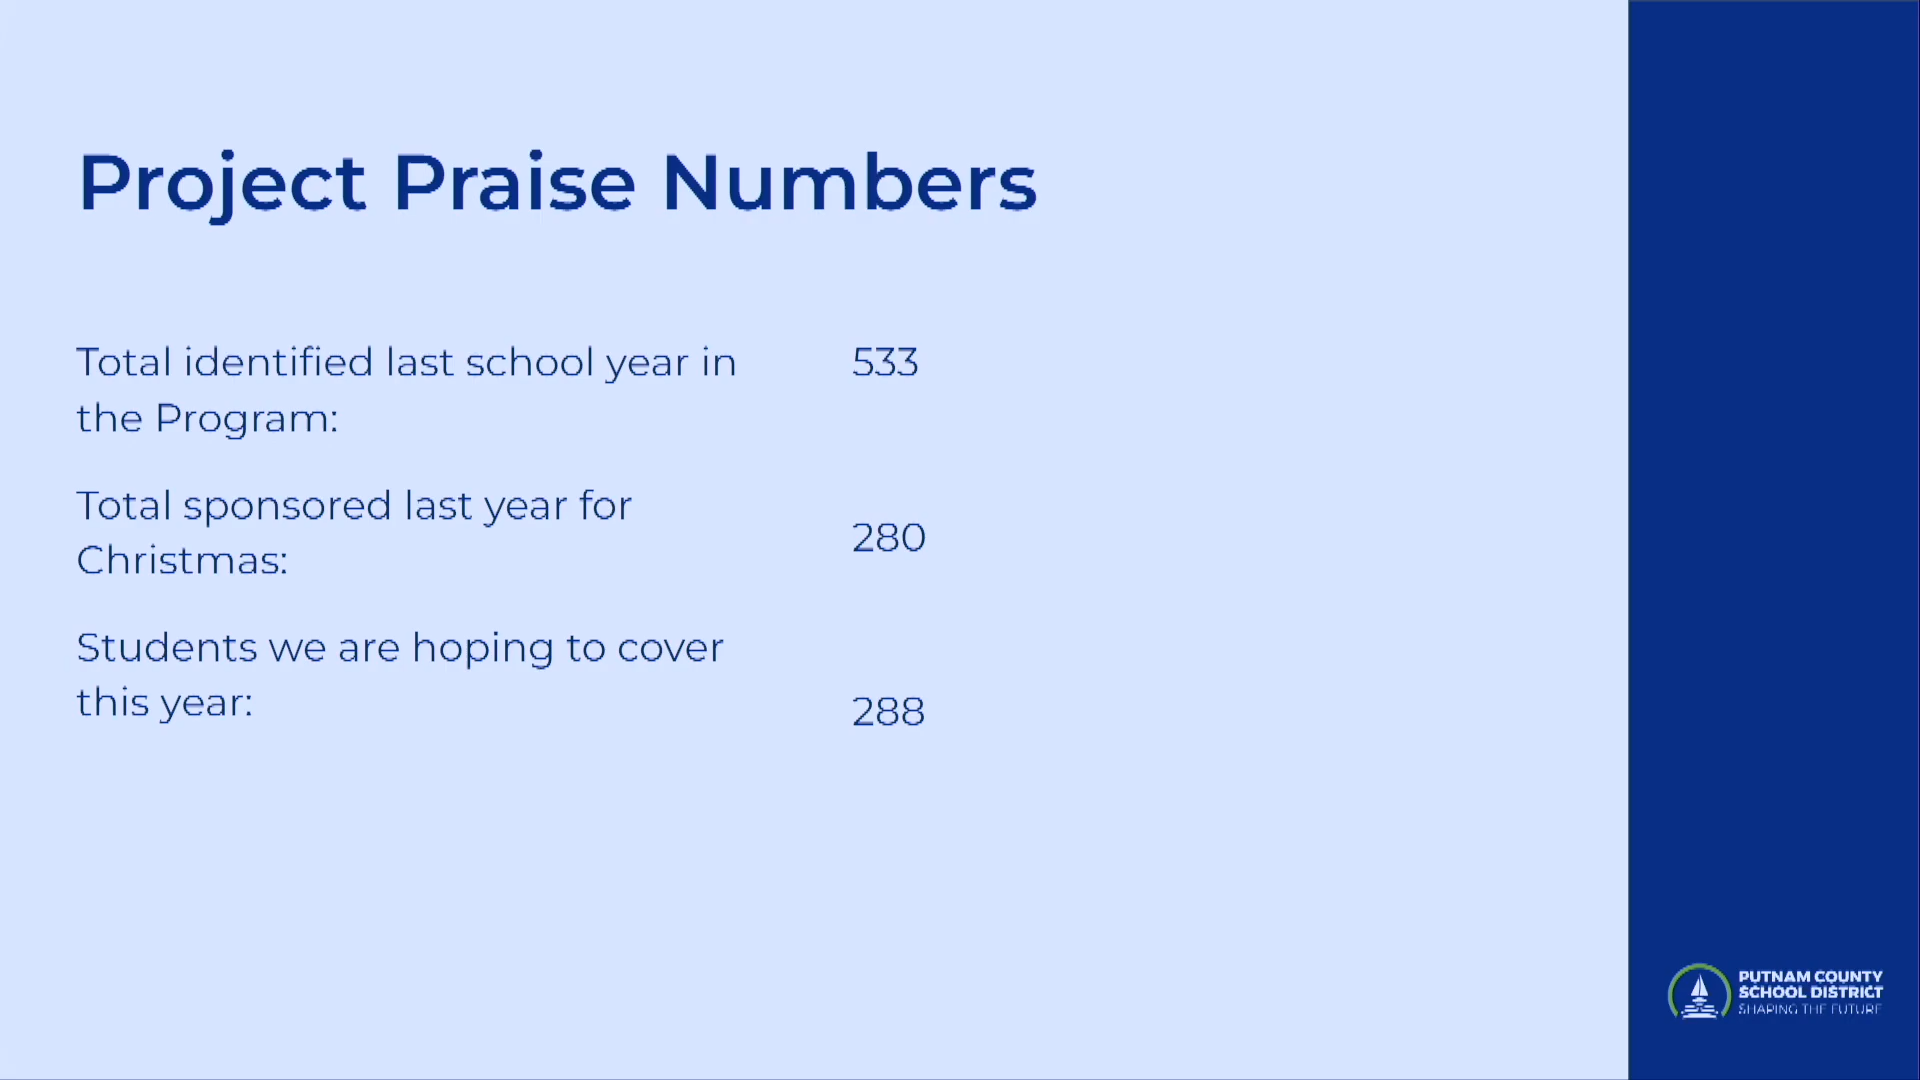 Project Praise Numbers
Total identified last school year in
the Program:
533
Total sponsored last year for
Christmas:
280
Students we are hoping to cover
this year:
288
PUTNAM COUNTY
SCHOOL DISTRICT
SHAPING THE FUTURE